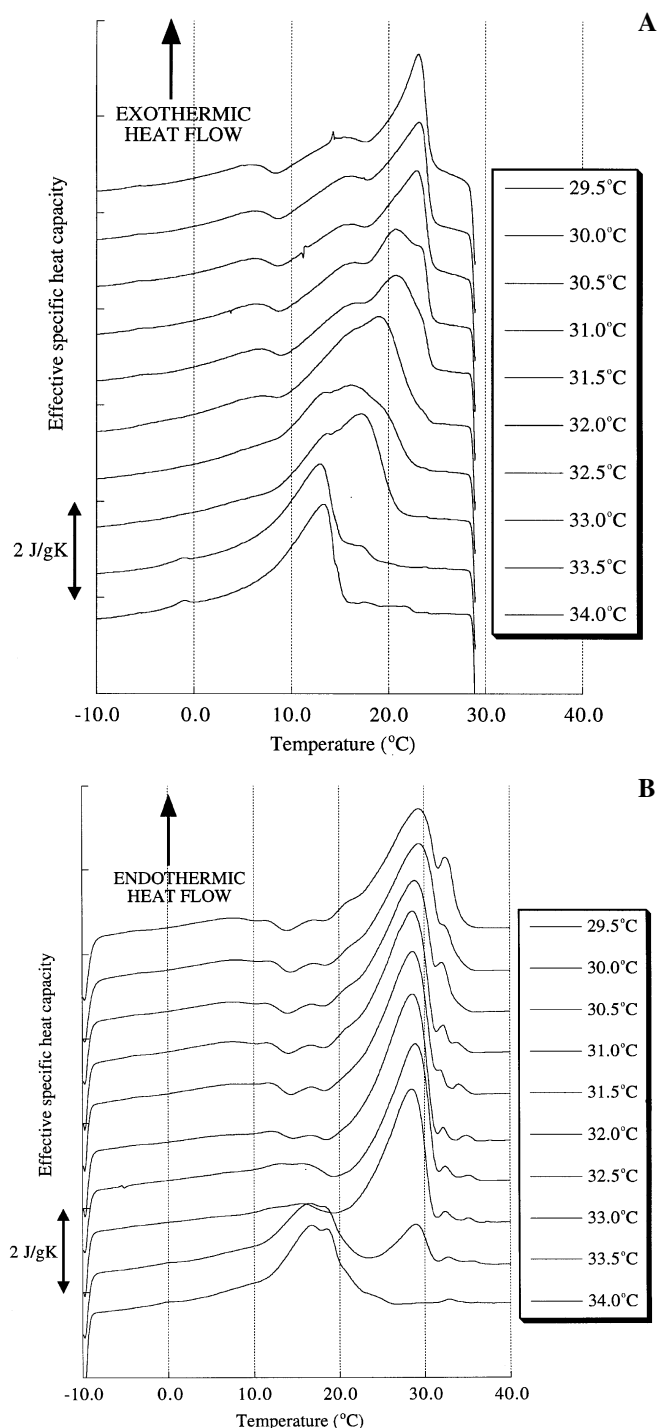 A
EXOTHERMIC
HEAT FLOW
Effective specific heat capacity
2 J/gK
29.5°C
30.0°C
30.5°C
31.0°C
31.5°C
32.0°C
32.5°C
33.0°C
33.5°C
34.0°C
-10.0 0.0 10.0 20.0 30.0 40.0
Temperature (°C)
B
ENDOTHERMIC
HEAT FLOW
Effective specific heat capacity
2 J/gK
29.5°C
30.0°C
30.5°C
31.0°C
31.5°C
32.0°C
32.5°C
33.0°C
33.5°C
34.0°C
-10.0 0.0 10.0 20.0 30.0 40.0
Temperature (°C)